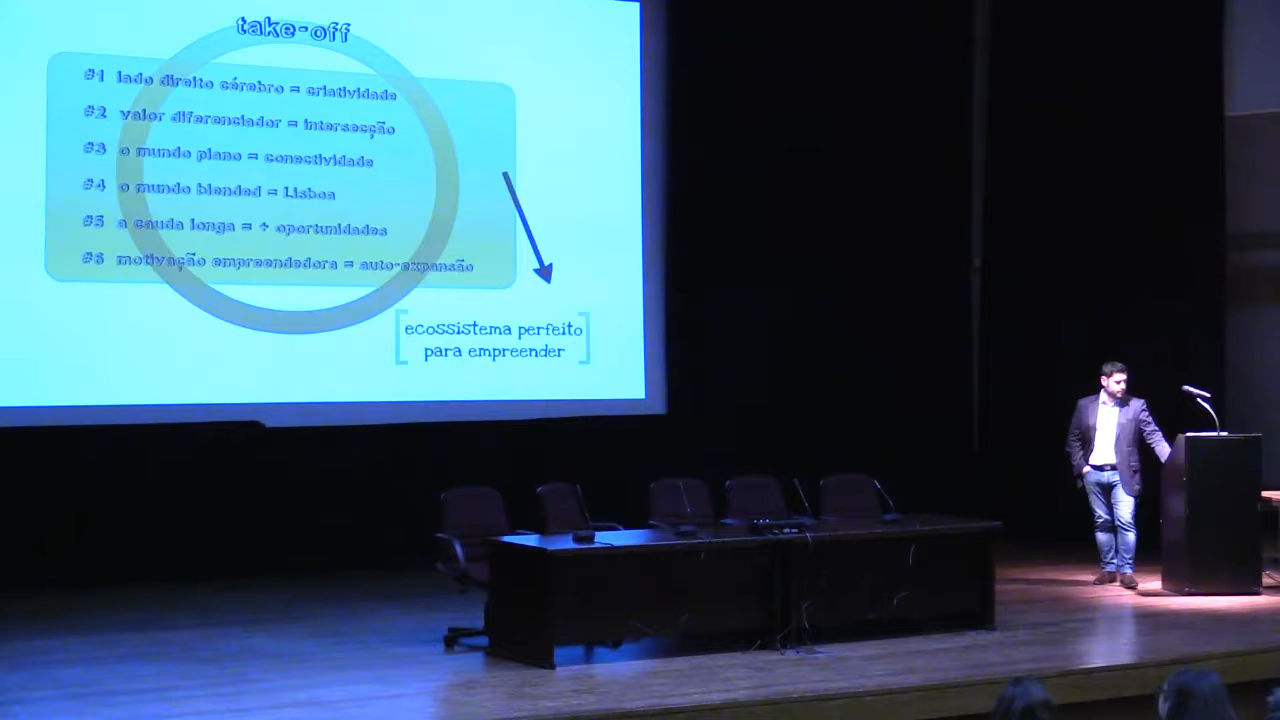 take-off
#1 lado direito cérebro = criatividade
#2 valor diferenciador = intersecção
#3 o mundo plano = conectividade
#4 o mundo blended = Lisboa
#5 a cauda longa = + oportunidades
#6 motivação empreendedora = auto-expansão
[ecossistema perfeito
para empreender]